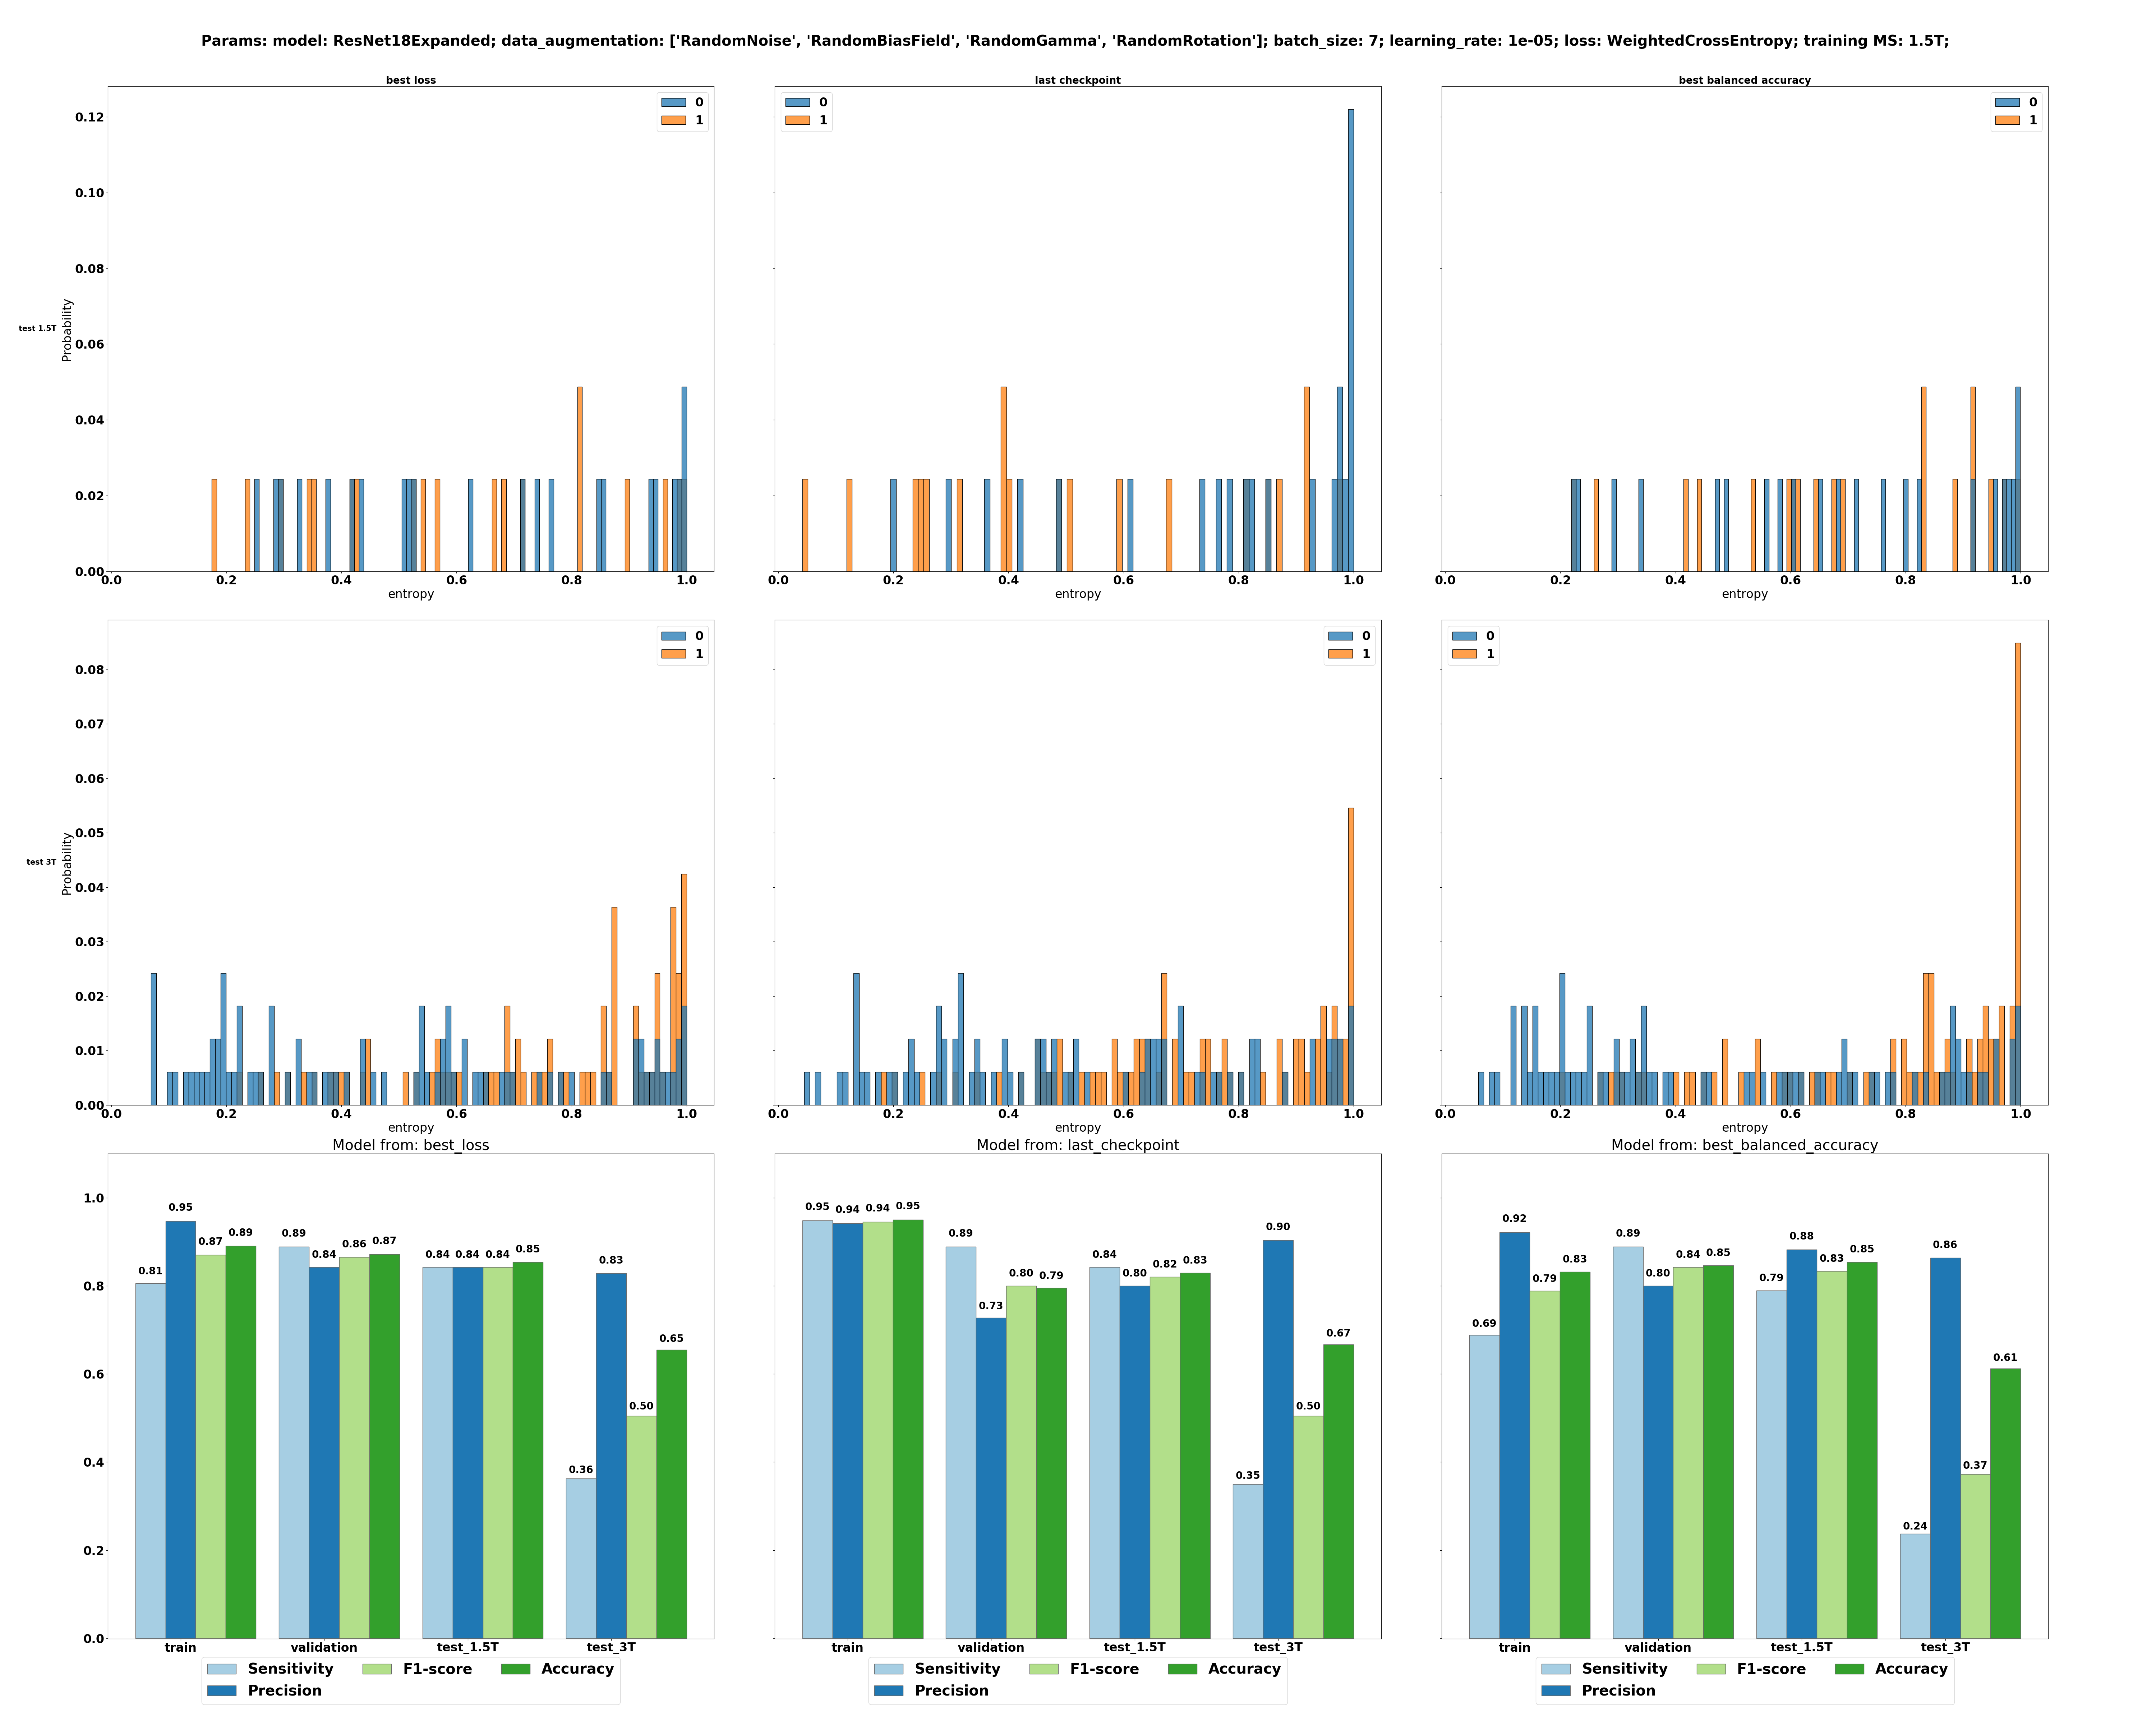 Params: model: ResNet18Expanded; data_augmentation: ['RandomNoise', 'RandomBiasField', 'RandomGamma', 'RandomRotation']; batch_size: 7; learning_rate: 1e-05; loss: WeightedCrossEntropy; training MS: 1.5T;
best loss
last checkpoint
best balanced accuracy
0
1
0
1
0
1
0.12
0.10
0.08
0.06
0.04
0.02
0.00
test 1.5T
Probability
0.0 0.2 0.4 0.6 0.8 1.0
0.0 0.2 0.4 0.6 0.8 1.0
0.0 0.2 0.4 0.6 0.8 1.0
entropy
entropy
entropy
0
1
0
1
0
1
0.08
0.07
0.06
0.05
0.04
0.03
0.02
0.01
0.00
test 3T
Probability
0.0 0.2 0.4 0.6 0.8 1.0
0.0 0.2 0.4 0.6 0.8 1.0
0.0 0.2 0.4 0.6 0.8 1.0
entropy
entropy
entropy
Model from: best_loss
1.0
0.8
0.6
0.4
0.2
0.0
0.81 0.95 0.87 0.89
0.89 0.84 0.86 0.87
0.84 0.84 0.84 0.85
0.36 0.83 0.50 0.65
train validation test_1.5T test_3T
Sensitivity F1-score Accuracy
Precision
Model from: last_checkpoint
0.95 0.94 0.94 0.95
0.89 0.73 0.80 0.79
0.84 0.80 0.82 0.83
0.35 0.90 0.50 0.67
train validation test_1.5T test_3T
Sensitivity F1-score Accuracy
Precision
Model from: best_balanced_accuracy
0.69 0.92 0.79 0.83
0.89 0.80 0.84 0.85
0.79 0.88 0.83 0.85
0.24 0.86 0.37 0.61
train validation test_1.5T test_3T
Sensitivity F1-score Accuracy
Precision